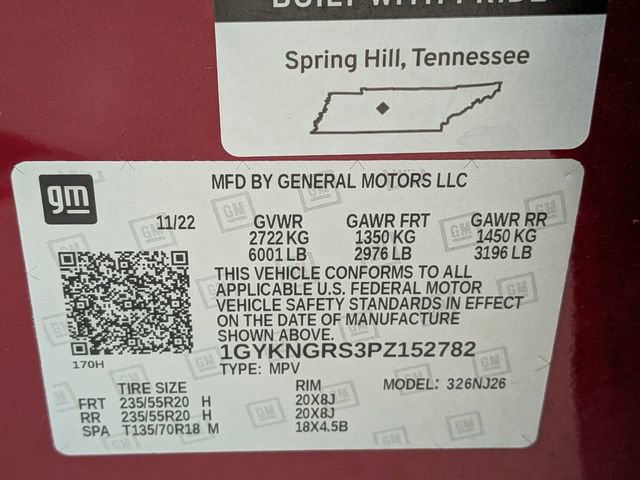 BUILT WITH PRIDE
Spring Hill, Tennessee
gm
MFD BY GENERAL MOTORS LLC
11/22 GVWR GAWR FRT GAWR RR
2722 KG 1350 KG 1450 KG
6001 LB 2976 LB 3196 LB
THIS VEHICLE CONFORMS TO ALL
APPLICABLE U.S. FEDERAL MOTOR
VEHICLE SAFETY STANDARDS IN EFFECT
ON THE DATE OF MANUFACTURE
SHOWN ABOVE.
1GYKNGRS3PZ152782
170H
TYPE: MPV
TIRE SIZE RIM MODEL: 326NJ26
FRT 235/55R20 H 20X8J
RR 235/55R20 H 20X8J
SPA T135/70R18 M 18X4.5B